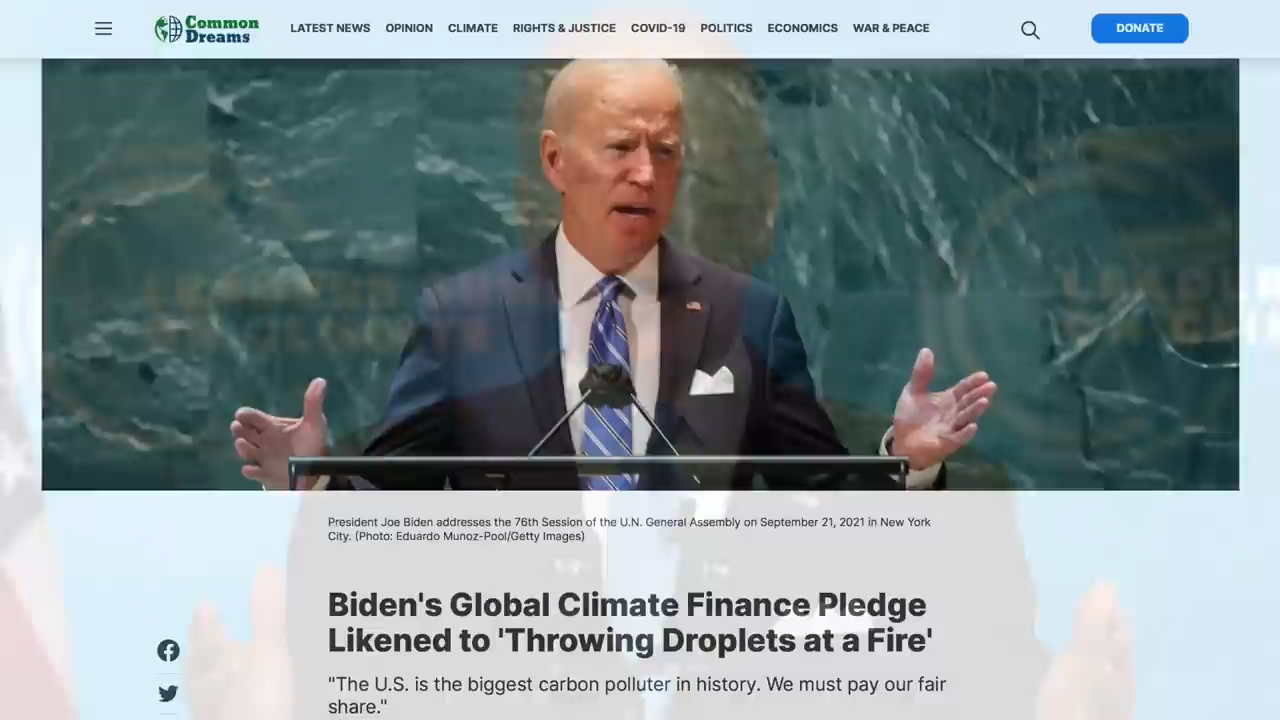 Common
Dreams
LATEST NEWS OPINION CLIMATE RIGHTS & JUSTICE COVID-19 POLITICS ECONOMICS WAR & PEACE
DONATE
President Joe Biden addresses the 76th Session of the U.N. General Assembly on September 21, 2021 in New York
City. (Photo: Eduardo Munoz-Pool/Getty Images)
Biden's Global Climate Finance Pledge
Likened to 'Throwing Droplets at a Fire'
"The U.S. is the biggest carbon polluter in history. We must pay our fair
share."